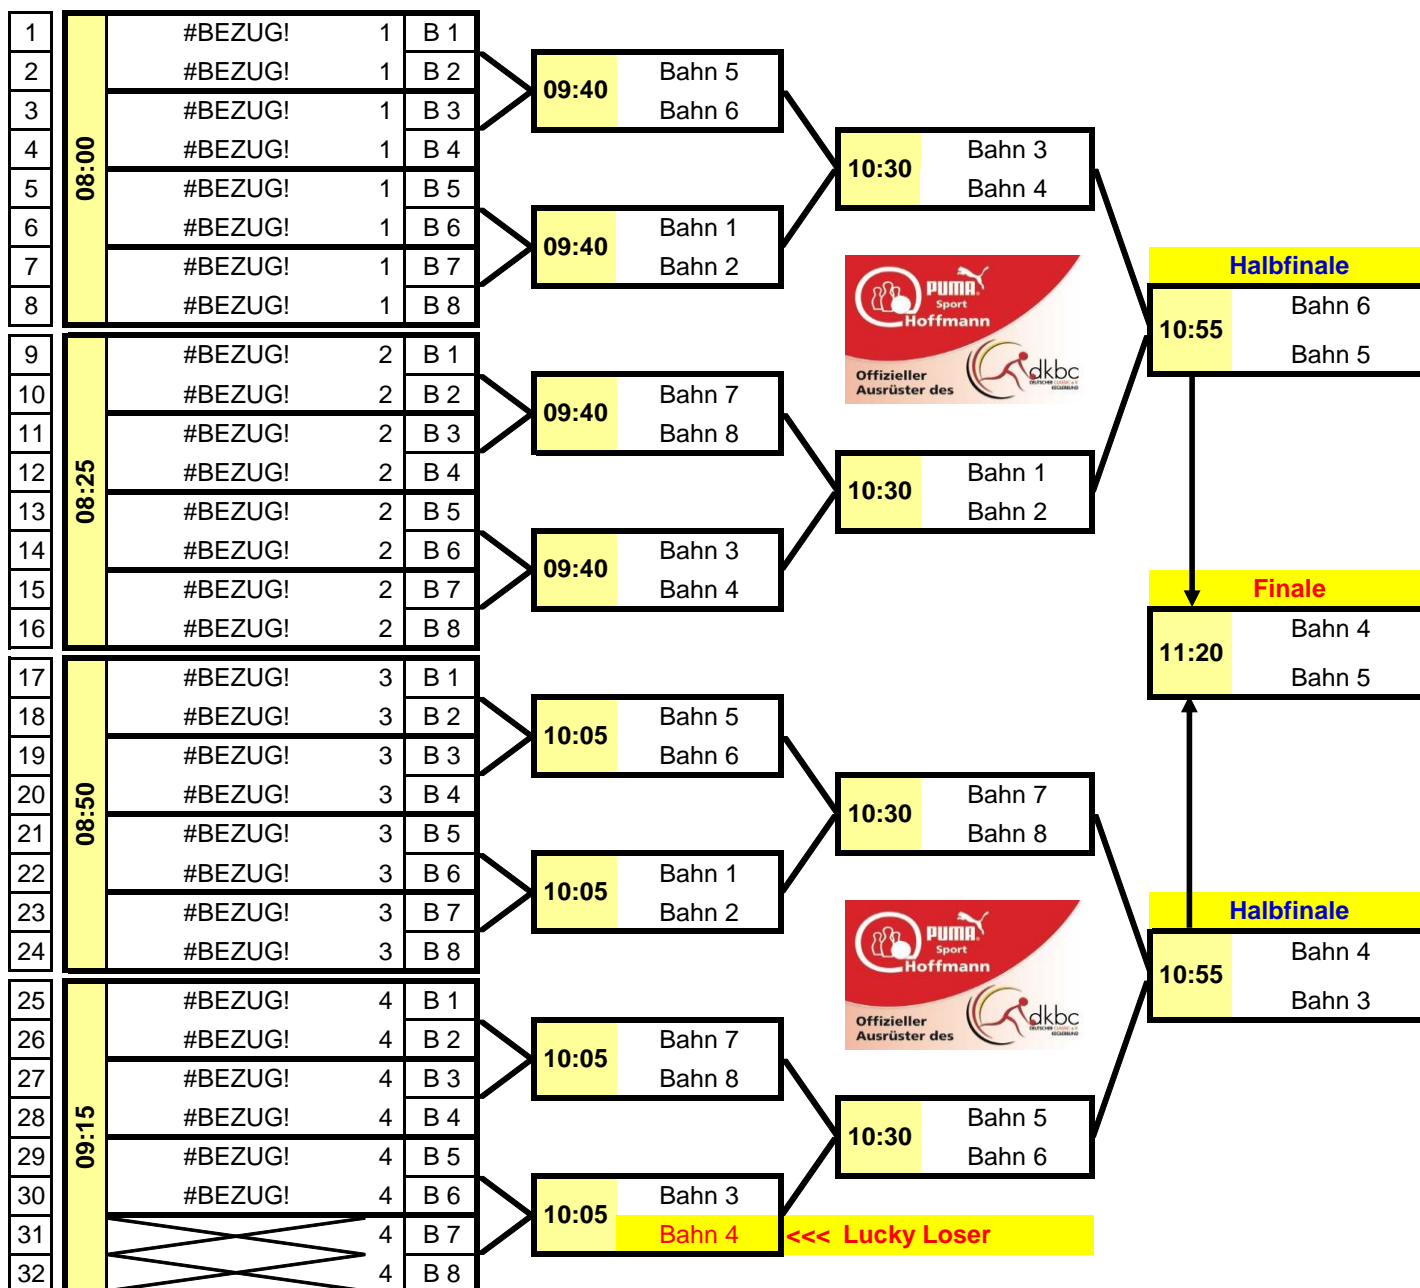 1 #BEZUG! 1 B 1
2 #BEZUG! 1 B 2
09:40 Bahn 5
3 #BEZUG! 1 B 3
Bahn 6
4 #BEZUG! 1 B 4
08:00
10:30 Bahn 3
5 #BEZUG! 1 B 5
Bahn 4
6 #BEZUG! 1 B 6
09:40 Bahn 1
7 #BEZUG! 1 B 7
Bahn 2
Halbfinale
8 #BEZUG! 1 B 8
PUMA
Sport
Hoffmann
Offizieller
Ausrüster des
dkbc
10:55 Bahn 6
Bahn 5
9 #BEZUG! 2 B 1
10 #BEZUG! 2 B 2
09:40 Bahn 7
11 #BEZUG! 2 B 3
Bahn 8
12 #BEZUG! 2 B 4
08:25
10:30 Bahn 1
13 #BEZUG! 2 B 5
Bahn 2
14 #BEZUG! 2 B 6
09:40 Bahn 3
15 #BEZUG! 2 B 7
Bahn 4
Finale
16 #BEZUG! 2 B 8
11:20 Bahn 4
Bahn 5
17 #BEZUG! 3 B 1
18 #BEZUG! 3 B 2
10:05 Bahn 5
19 #BEZUG! 3 B 3
Bahn 6
20 #BEZUG! 3 B 4
08:50
10:30 Bahn 7
21 #BEZUG! 3 B 5
Bahn 8
22 #BEZUG! 3 B 6
10:05 Bahn 1
23 #BEZUG! 3 B 7
Bahn 2
Halbfinale
24 #BEZUG! 3 B 8
PUMA
Sport
Hoffmann
Offizieller
Ausrüster des
dkbc
10:55 Bahn 4
Bahn 3
25 #BEZUG! 4 B 1
26 #BEZUG! 4 B 2
10:05 Bahn 7
27 #BEZUG! 4 B 3
Bahn 8
28 #BEZUG! 4 B 4
09:15
10:30 Bahn 5
29 #BEZUG! 4 B 5
Bahn 6
30 #BEZUG! 4 B 6
10:05 Bahn 3
31 4 B 7
Bahn 4 <<< Lucky Loser
32 4 B 8